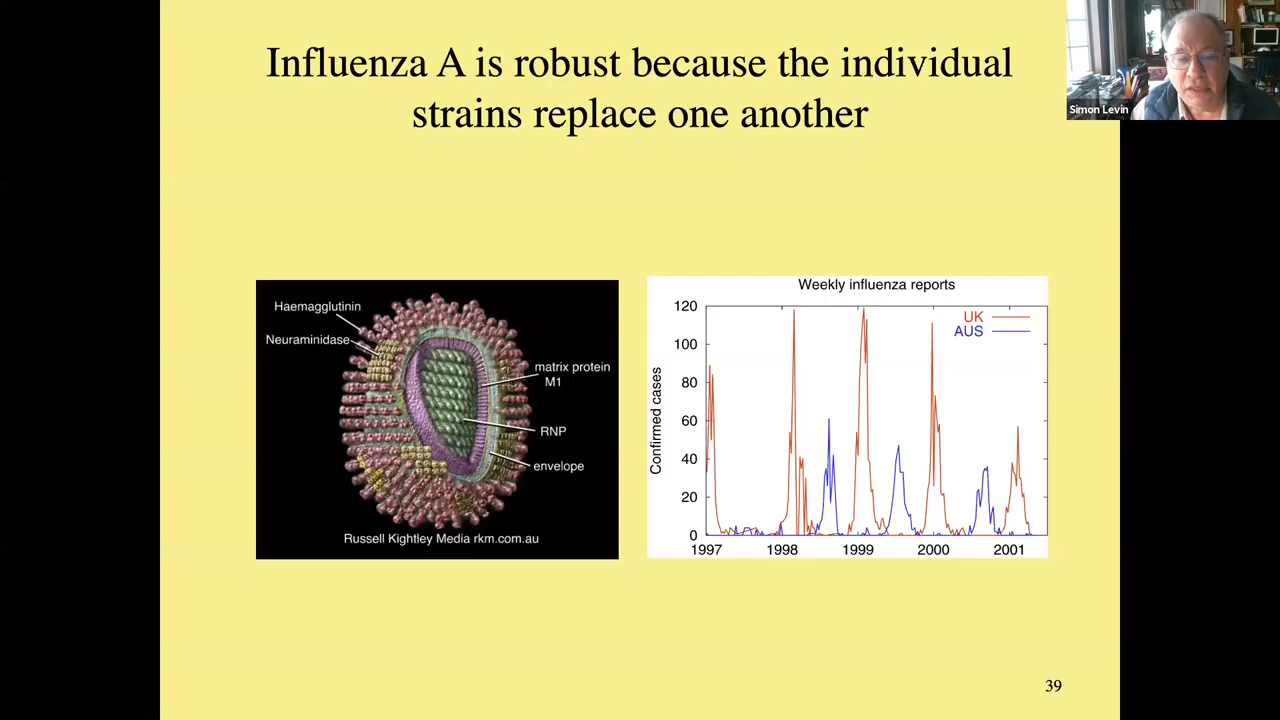 Influenza A is robust because the individual
strains replace one another
Simon Levin
Haemagglutinin
Neuraminidase
matrix protein
M1
RNP
envelope
Russell Kightley Media rkm.com.au
Weekly influenza reports
UK
AUS
Confirmed cases
120
100
80
60
40
20
0
1997 1998 1999 2000 2001
39